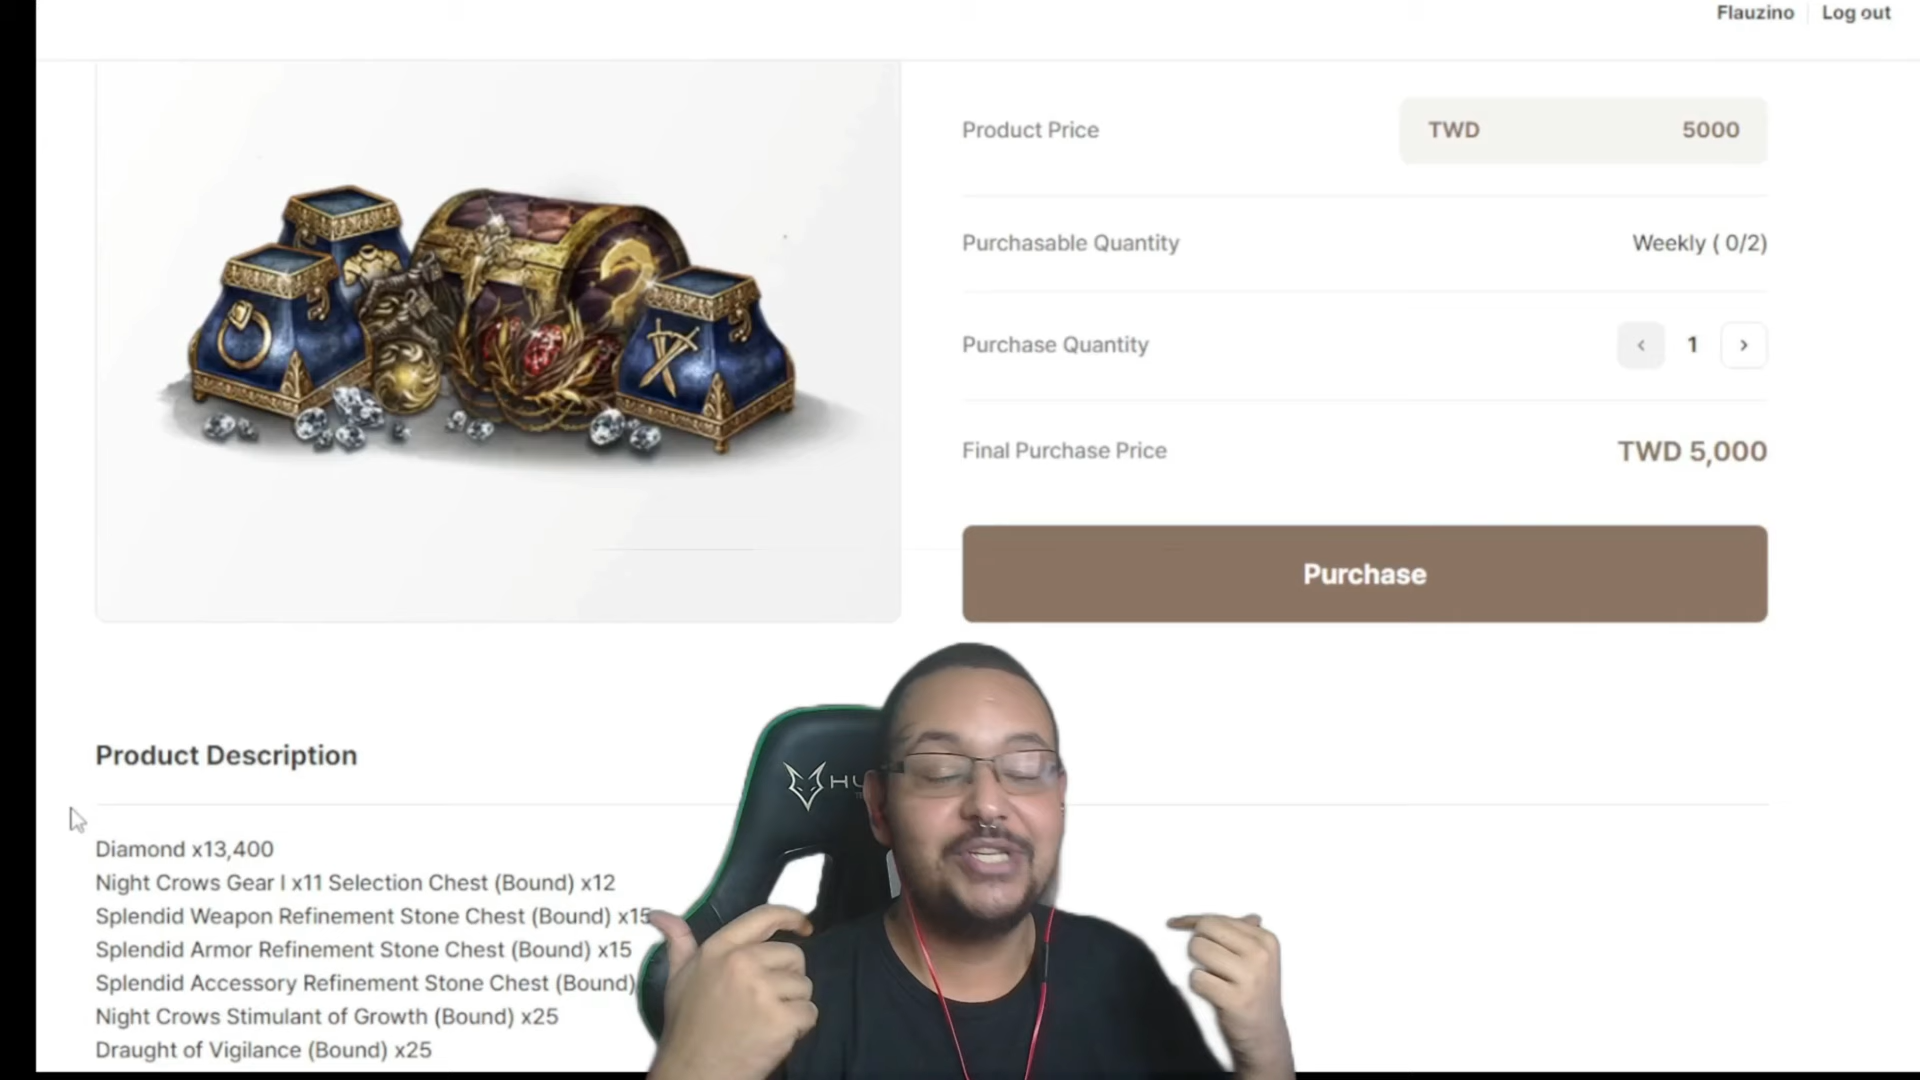 Flauzino
Log out
Product Price
TWD 5000
Purchasable Quantity
Weekly ( 0/2)
Purchase Quantity
‹ 1 ›
Final Purchase Price
TWD 5,000
Purchase
Product Description
Diamond x13,400
Night Crows Gear I x11 Selection Chest (Bound) x12
Splendid Weapon Refinement Stone Chest (Bound) x15
Splendid Armor Refinement Stone Chest (Bound) x15
Splendid Accessory Refinement Stone Chest (Bound)
Night Crows Stimulant of Growth (Bound) x25
Draught of Vigilance (Bound) x25